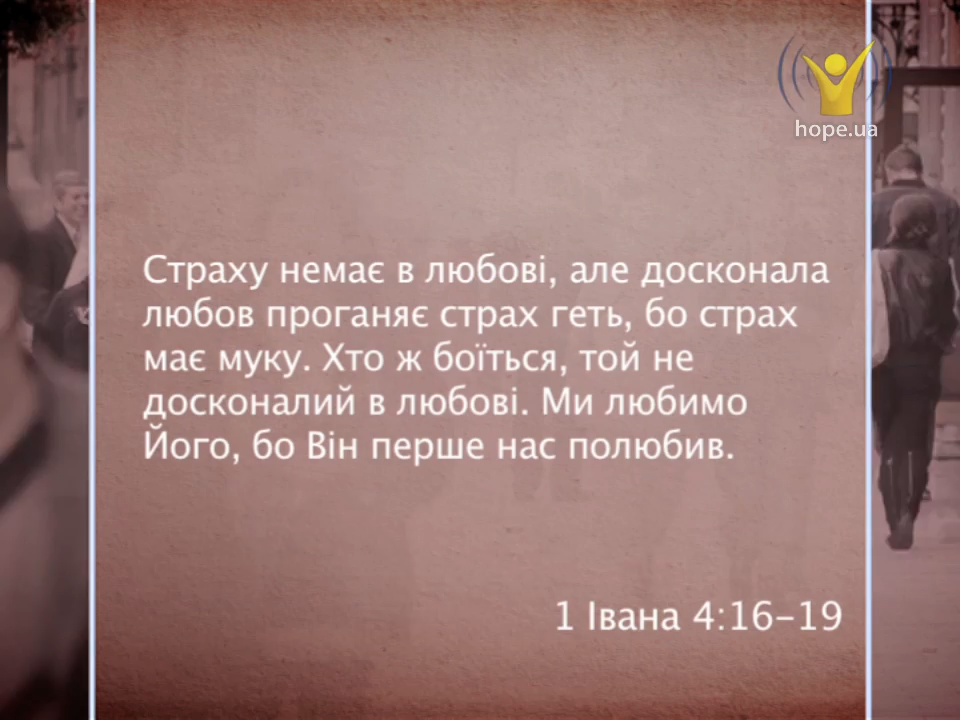 hope.ua
Страху немає в любові, але досконала
любов проганяє страх геть, бо страх
має муку. Хто ж боїться, той не
досконалий в любові. Ми любимо
Його, бо Він перше нас полюбив.
1 Івана 4:16-19